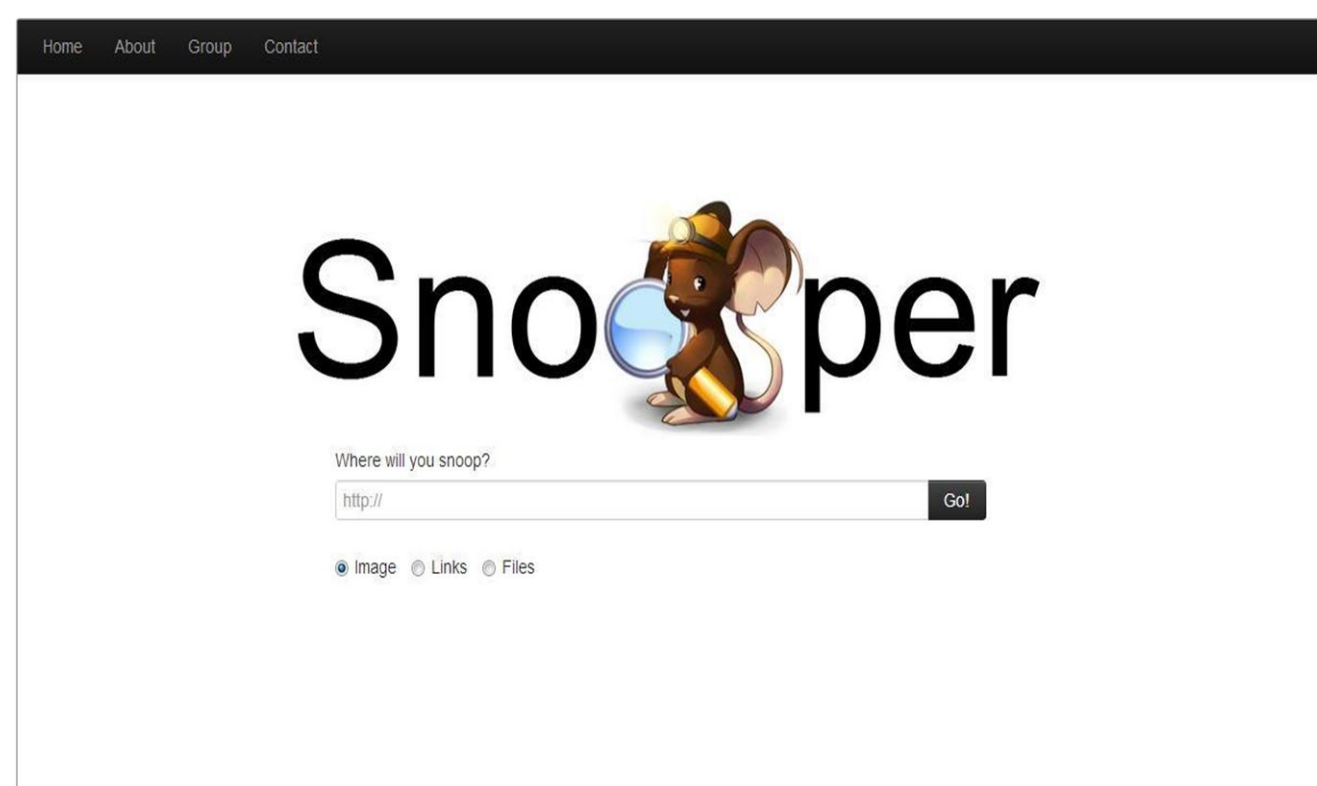 Home About Group Contact
Snooper
Where will you snoop?
http:// Go!
Image Links Files